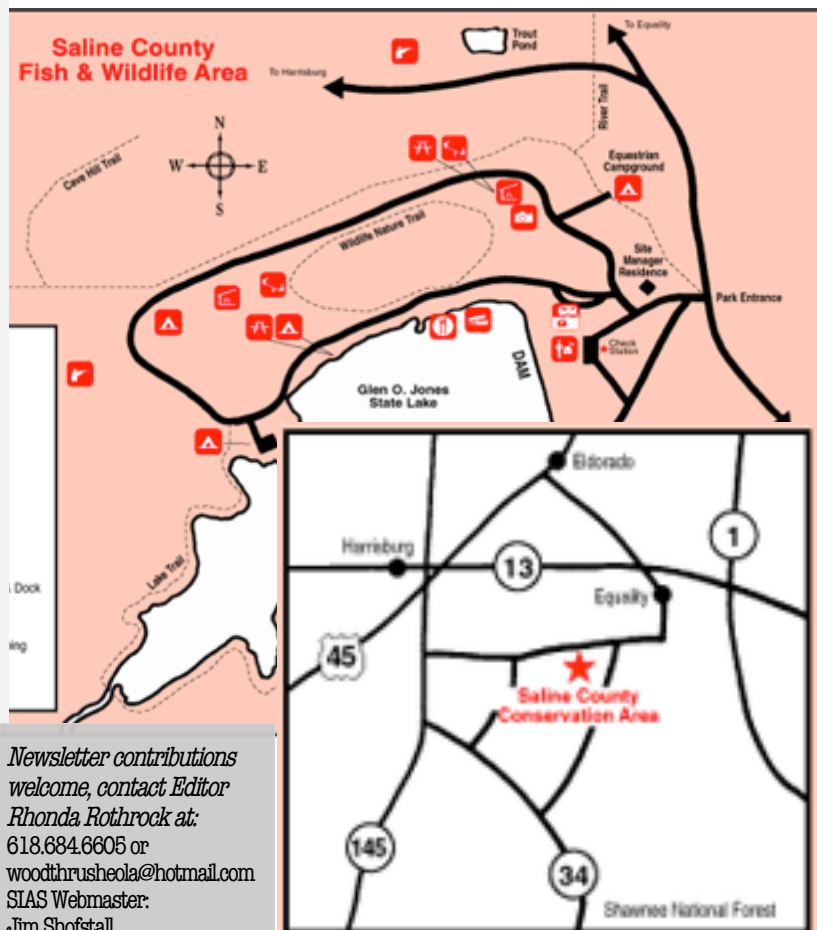 Saline County
Fish & Wildlife Area
Trout
Pond
To Equality
To Harrisburg
River Trail
Cave Hill Trail
N
W
E
S
Equestrian
Campground
Wildlife Nature Trail
Site
Manager
Residence
Park Entrance
Check
Station
DAM
Glen O. Jones
State Lake
Lake Trail
Dock
Eldorado
Harrisburg
13
1
Equality
45
Saline County
Conservation Area
145
34
Shawnee National Forest
Newsletter contributions
welcome, contact Editor
Rhonda Rothrock at:
618.684.6605 or
woodthrusheola@hotmail.com
SIAS Webmaster:
Jim Shofstall